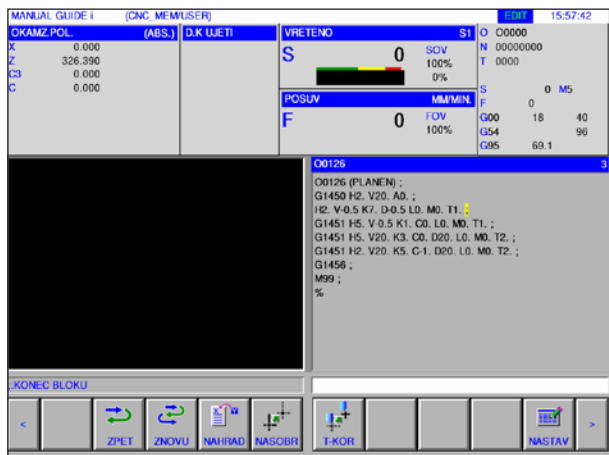 MANUAL GUIDE i (CNC_MEM/USER) EDIT 15:57:42
OKAMZ.POL. (ABS.) D.K UJETI VRETENO S1 O O0000
X 0.000 S 0 SOV N 00000000
Z 326.390 100% T 0000
C3 0.000 0%
C 0.000 S 0 M5
POSUV MM/MIN. F 0
F 0 FOV G00 18 40
100% G54 96
G95 69.1
O0126 3
O0126 (PLANEN) ;
G1450 H2. V20. A0. ;
H2. V-0.5 K7. D-0.5 L0. M0. T1. ;
G1451 H5. V-0.5 K1. C0. L0. M0. T1. ;
G1451 H5. V20. K3. C0. D20. L0. M0. T2. ;
G1451 H2. V20. K5. C-1. D20. L0. M0. T2. ;
G1456 ;
M99 ;
%
;:KONEC BLOKU
< ZPET ZNOVU NAHRAD NASOBR T-KOR NASTAV >